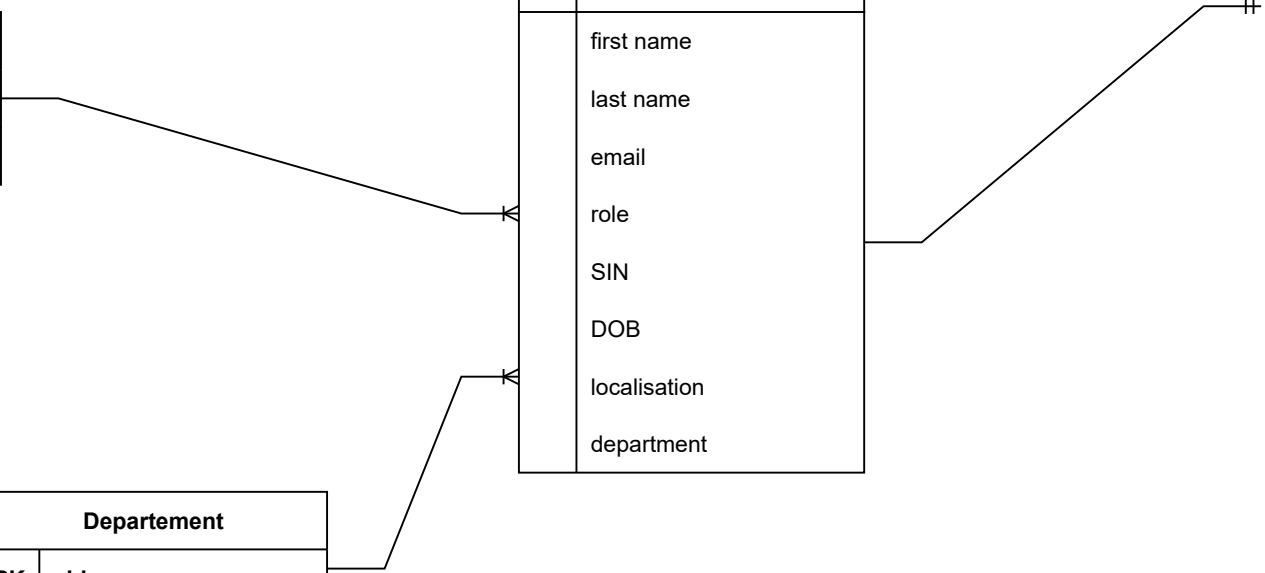 first name
last name
email
role
SIN
DOB
localisation
department
Departement